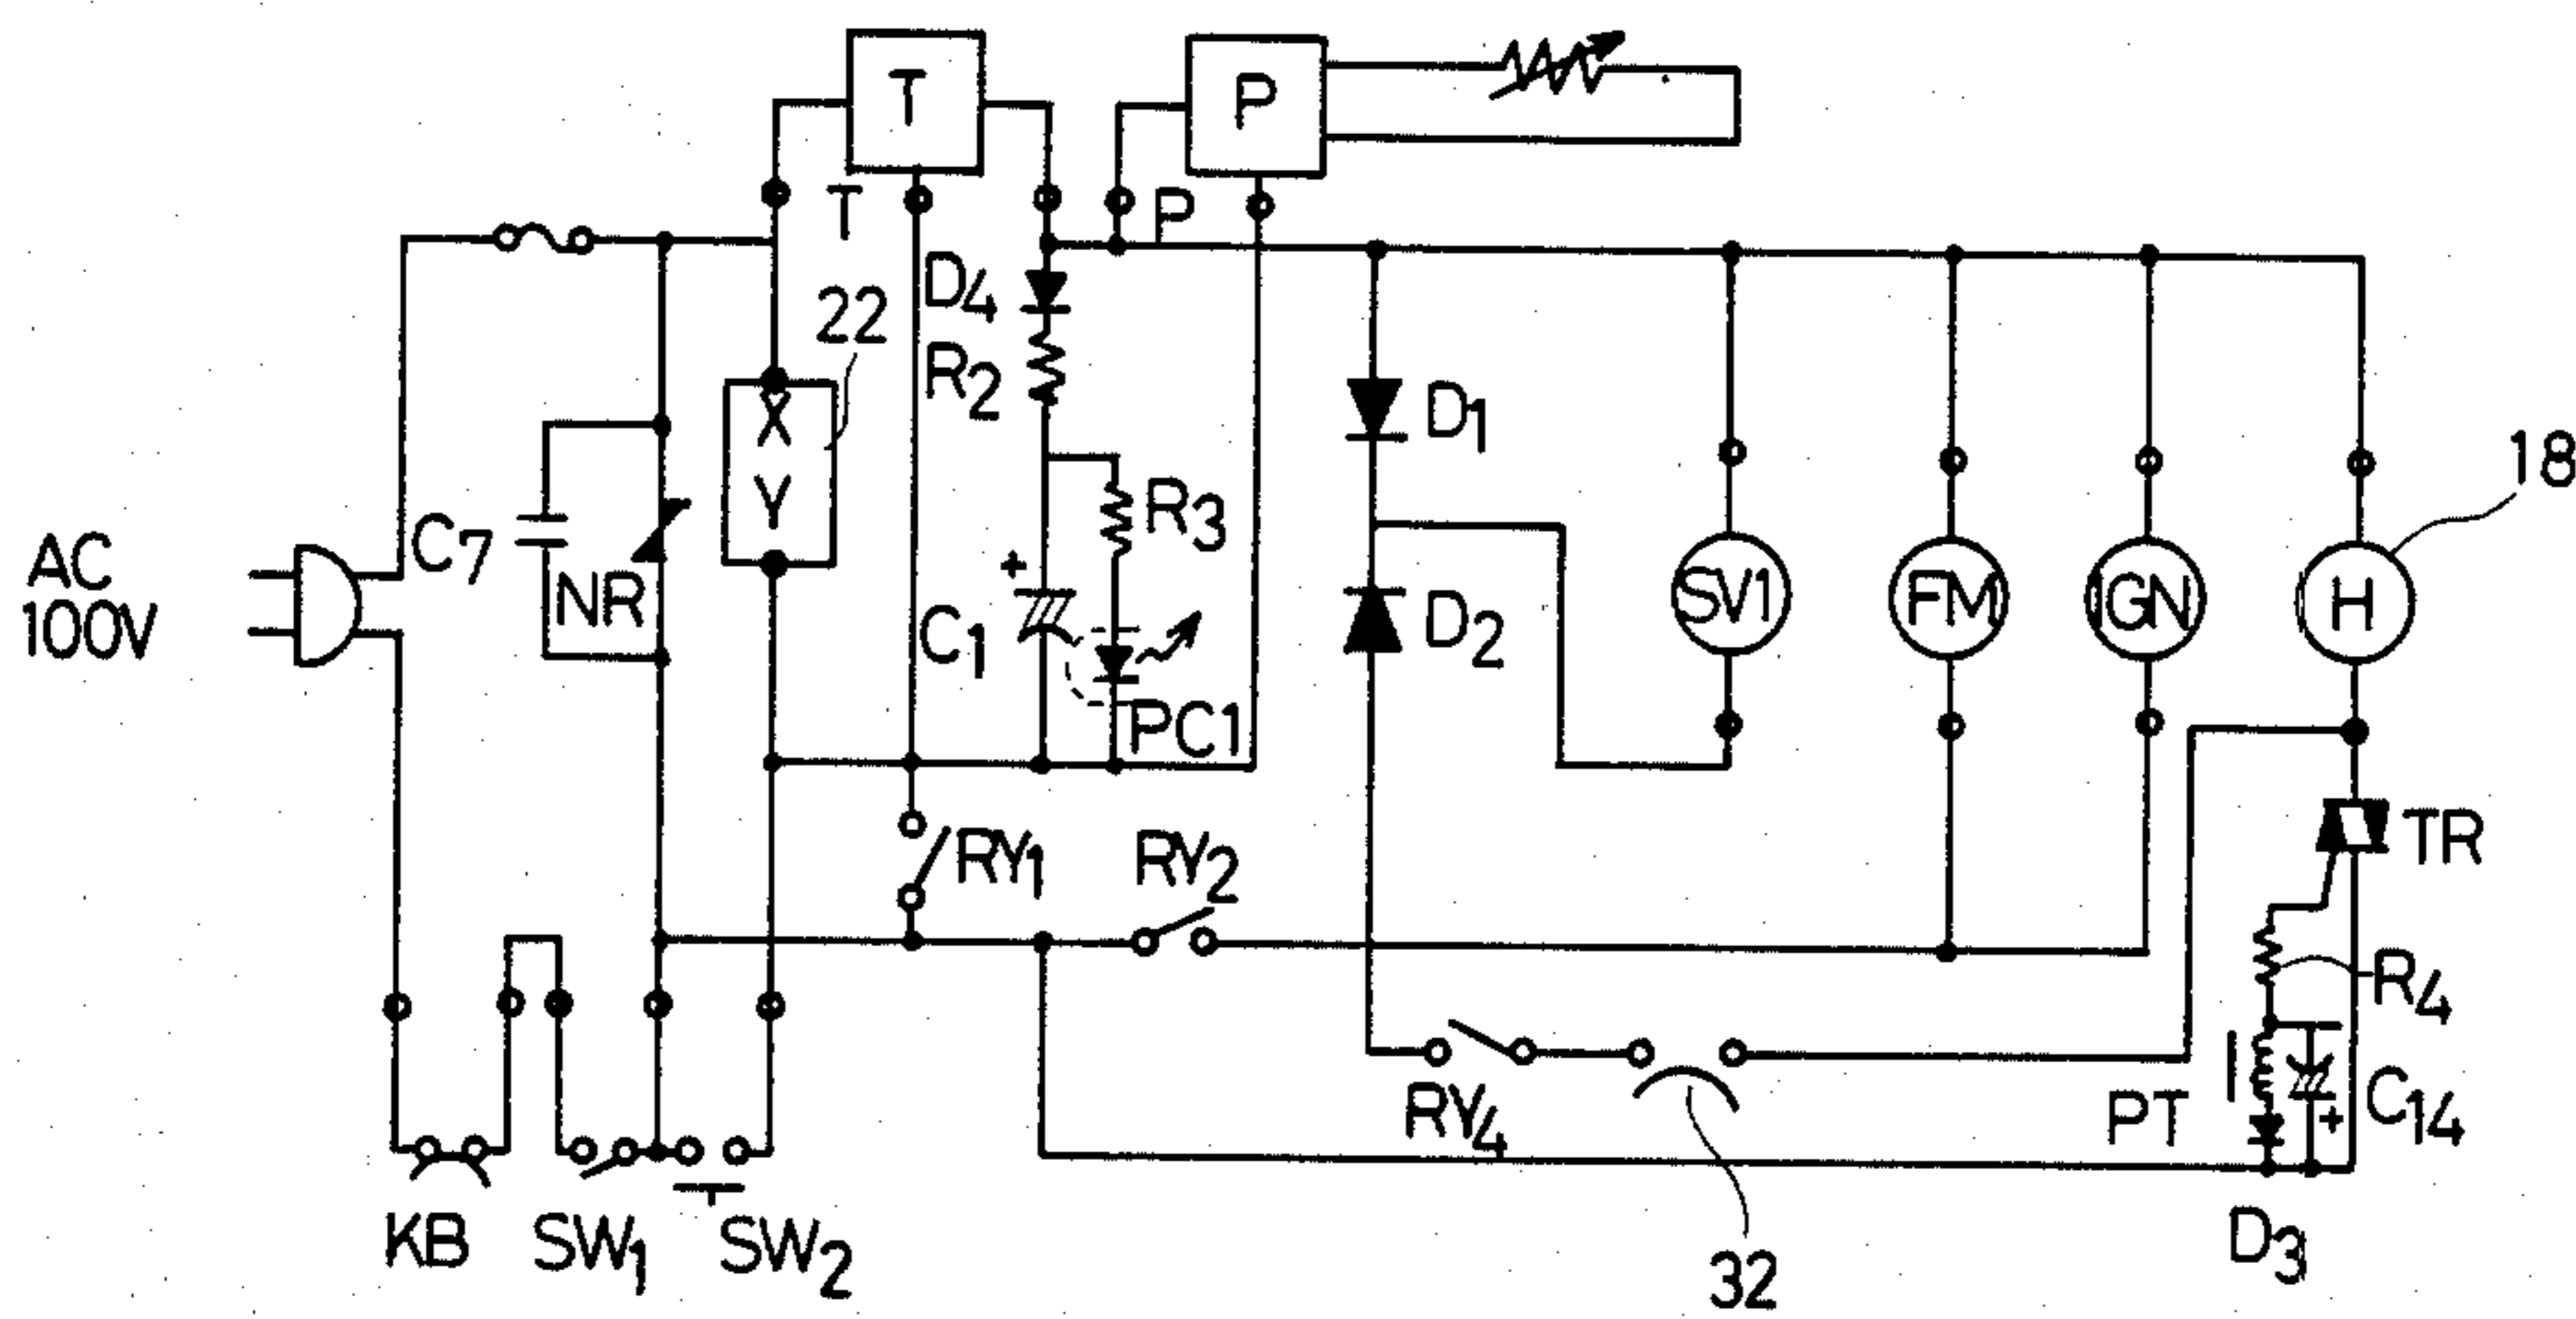 T
P
T
P
D4
22
R2
X
Y
D1
18
AC
100V
C7
NR
R3
+
C1
PC1
D2
SV1
FM
IGN
H
RY1
RY2
TR
R4
RY4
PT
C14
+
KB
SW1
SW2
32
D3